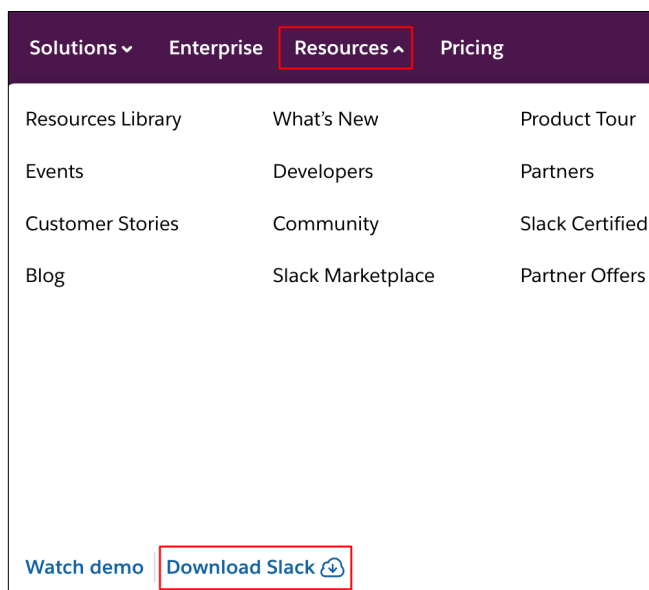 Solutions Enterprise Resources Pricing
Resources Library What's New Product Tour
Events Developers Partners
Customer Stories Community Slack Certified
Blog Slack Marketplace Partner Offers
Watch demo Download Slack